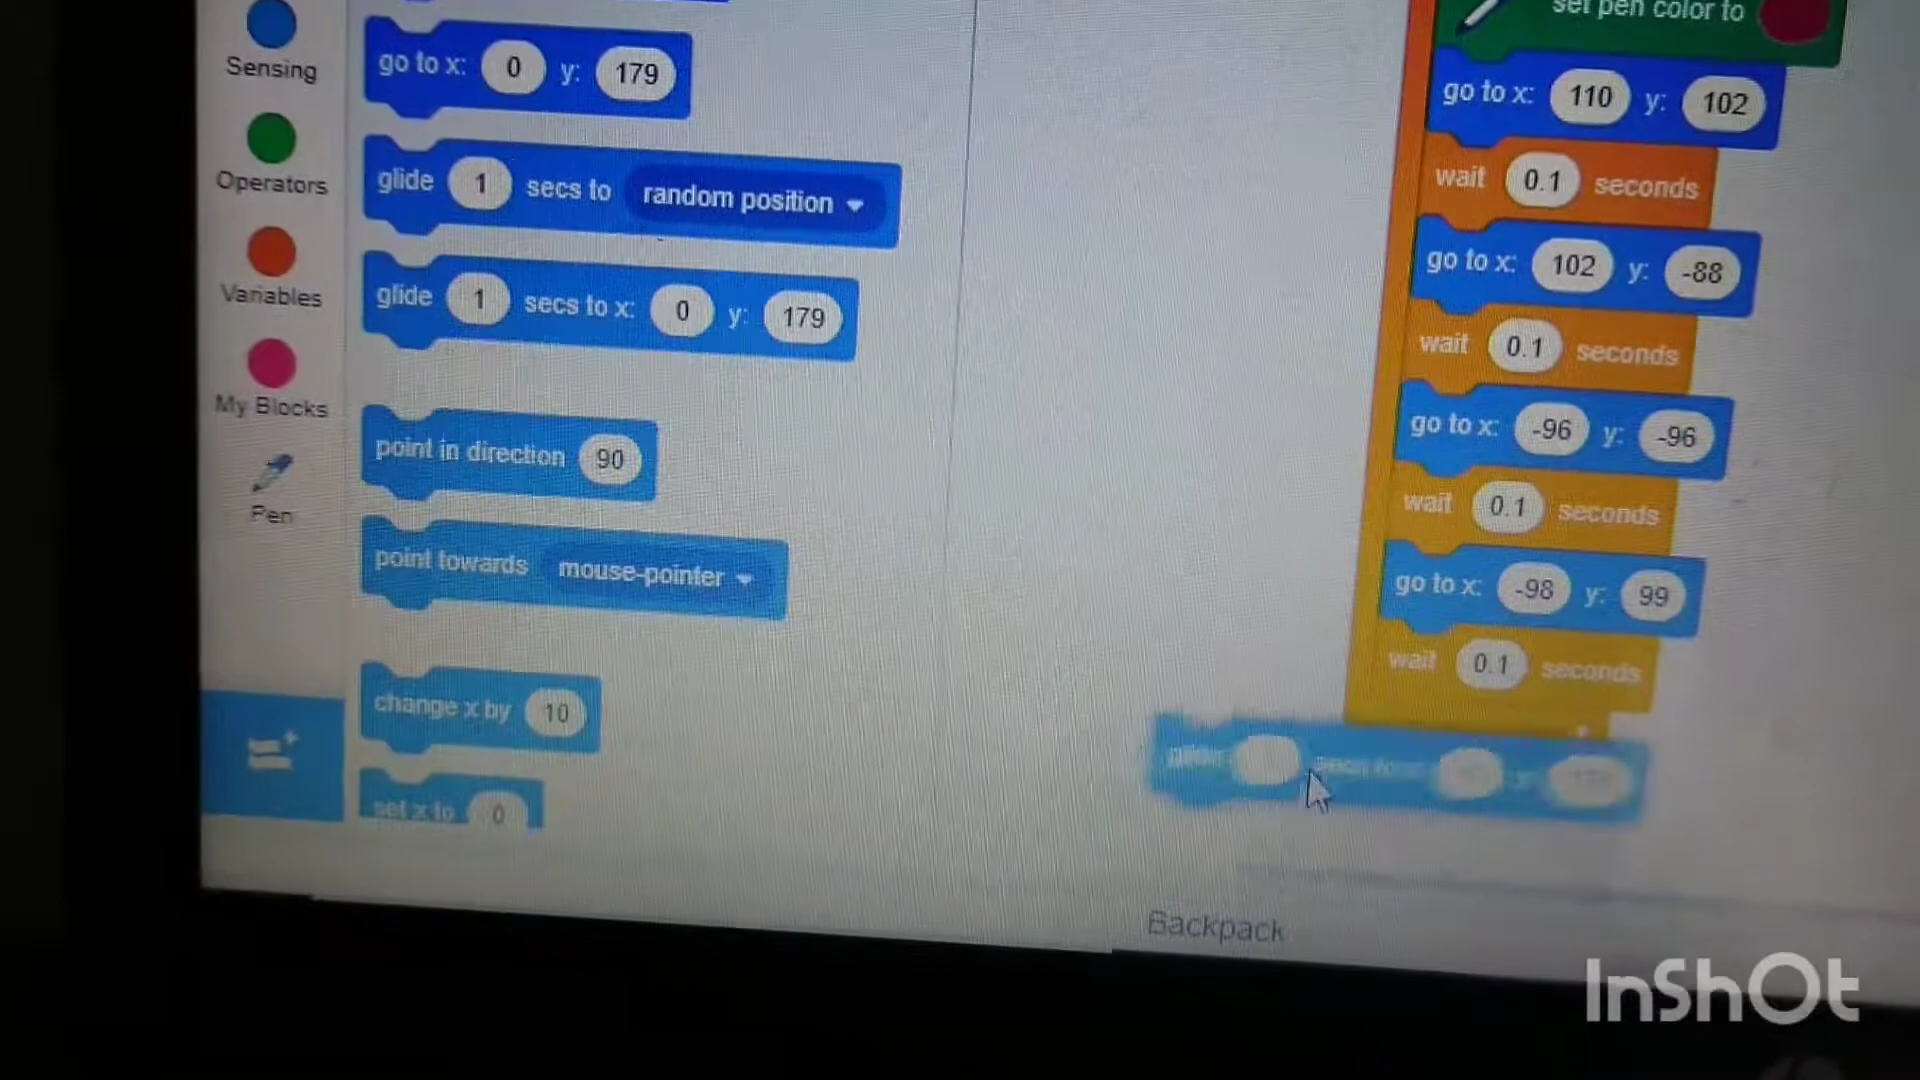 Sensing
Operators
Variables
My Blocks
Pen
go to x: 0 y: 179
glide 1 secs to random position
glide 1 secs to x: 0 y: 179
point in direction 90
point towards mouse-pointer
change x by 10
set x to 0
set pen color to
go to x: 110 y: 102
wait 0.1 seconds
go to x: 102 y: -88
wait 0.1 seconds
go to x: -96 y: -96
wait 0.1 seconds
go to x: -98 y: 99
wait 0.1 seconds
glide secs to x: y:
Backpack
InShOt